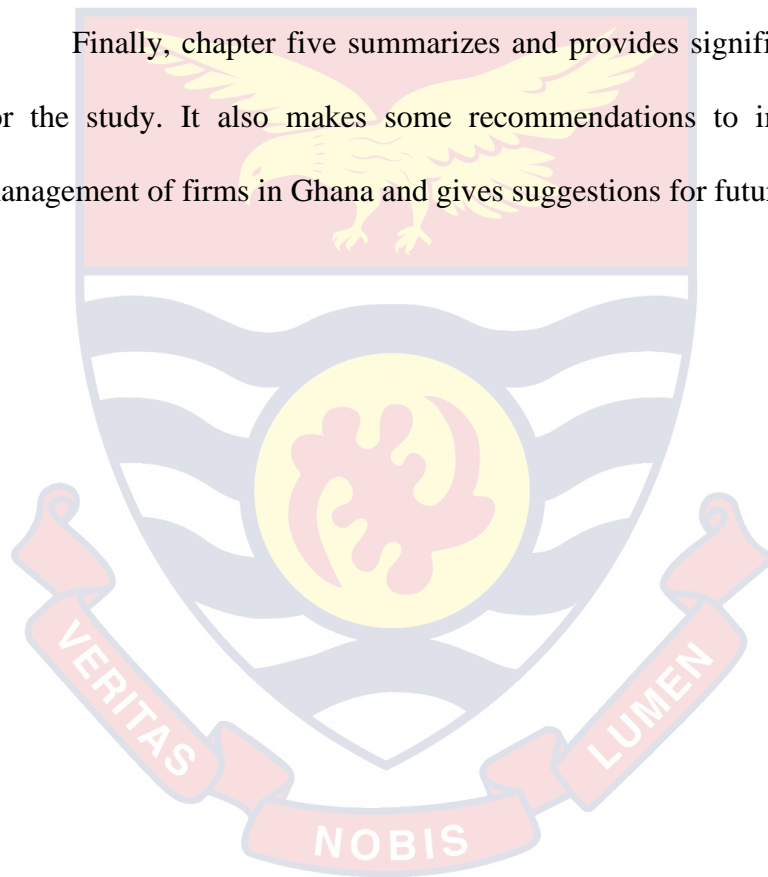 Finally, chapter five summarizes and provides
the study. It also makes some recommendations to
of firms in Ghana and gives suggestions for
VERITAS
NOBIS
LUMEN